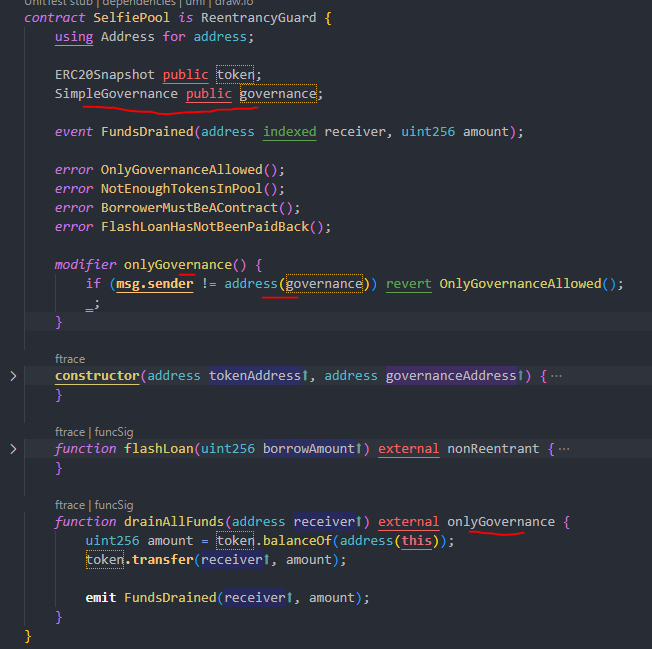 UnitTest stub | dependencies | uml | draw.io
contract SelfiePool is ReentrancyGuard {
using Address for address;
ERC20Snapshot public token;
SimpleGovernance public governance;
event FundsDrained(address indexed receiver, uint256 amount);
error OnlyGovernanceAllowed();
error NotEnoughTokensInPool();
error BorrowerMustBeAContract();
error FlashLoanHasNotBeenPaidBack();
modifier onlyGovernance() {
if (msg.sender != address(governance)) revert OnlyGovernanceAllowed();
_;
}
ftrace
constructor(address tokenAddress↑, address governanceAddress↑) { ···
}
ftrace | funcSig
function flashLoan(uint256 borrowAmount↑) external nonReentrant { ···
}
ftrace | funcSig
function drainAllFunds(address receiver↑) external onlyGovernance {
uint256 amount = token.balanceOf(address(this));
token.transfer(receiver↑, amount);
emit FundsDrained(receiver↑, amount);
}
}